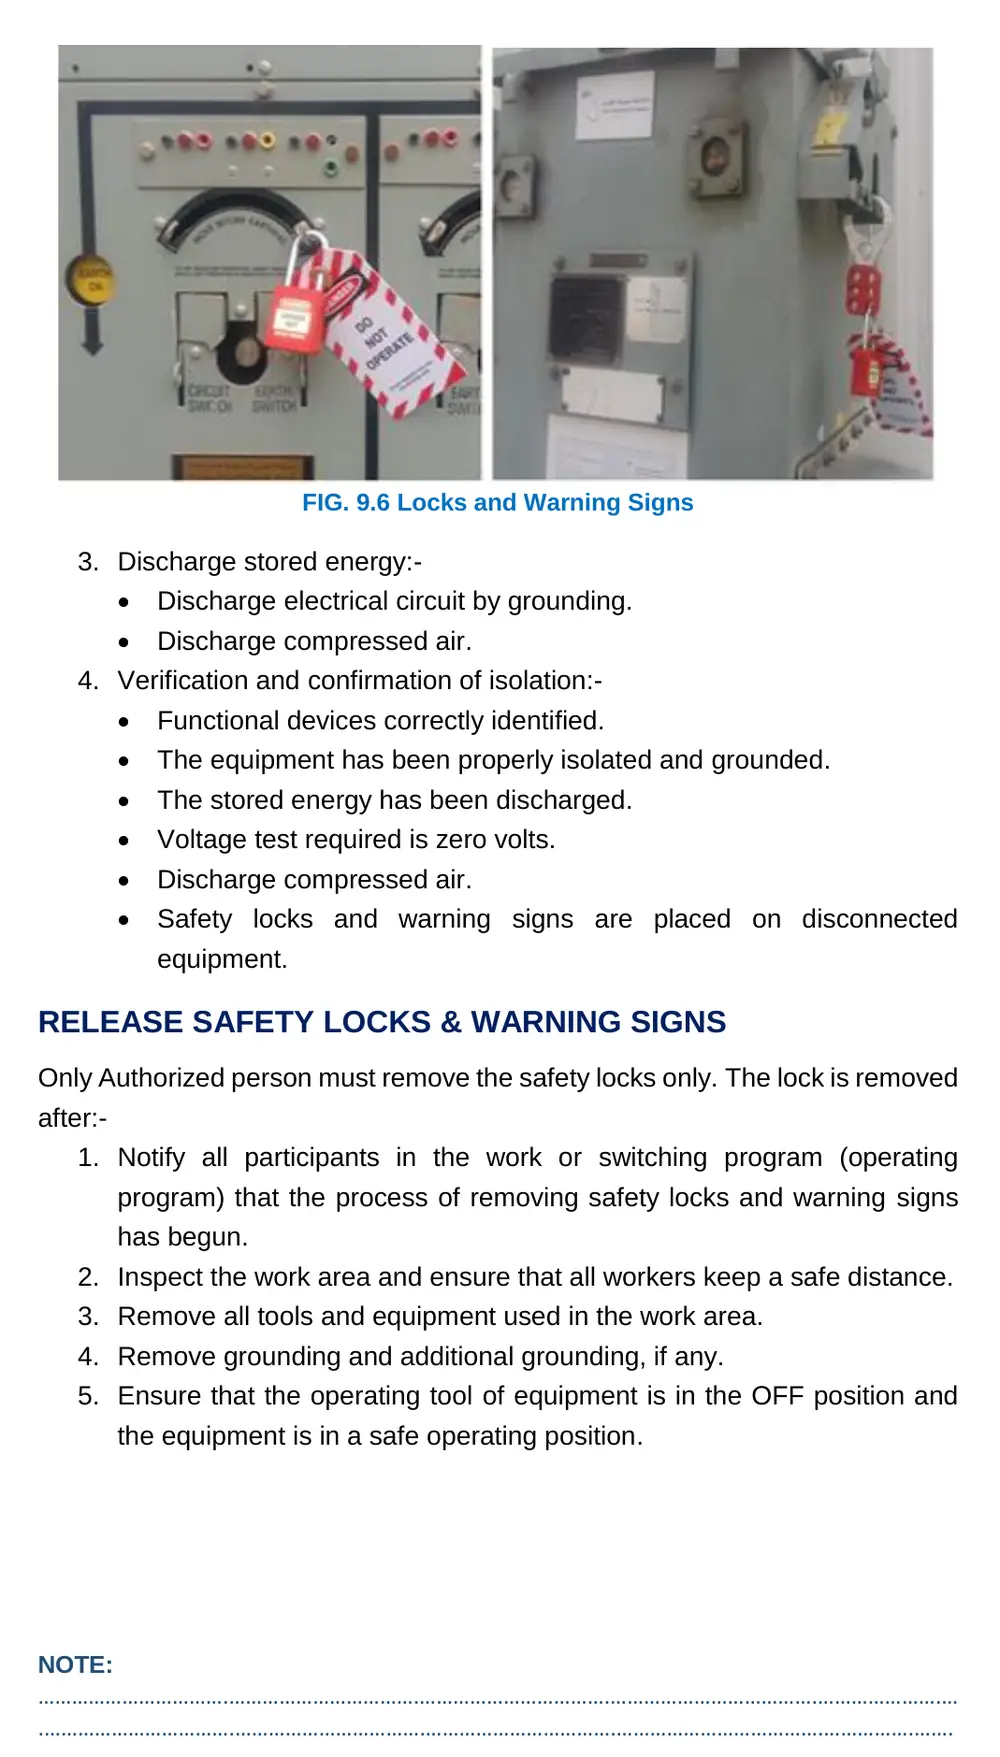 MOVE BEFORE EARTHING
EARTH
ON
DANGER
DO
NOT
OPERATE
CIRCUIT
SWITCH
EARTH
SWITCH
FIG. 9.6 Locks and Warning Signs
3. Discharge stored energy:-
• Discharge electrical circuit by grounding.
• Discharge compressed air.
4. Verification and confirmation of isolation:-
• Functional devices correctly identified.
• The equipment has been properly isolated and grounded.
• The stored energy has been discharged.
• Voltage test required is zero volts.
• Discharge compressed air.
• Safety locks and warning signs are placed on disconnected
equipment.
RELEASE SAFETY LOCKS & WARNING SIGNS
Only Authorized person must remove the safety locks only. The lock is removed
after:-
1. Notify all participants in the work or switching program (operating
program) that the process of removing safety locks and warning signs
has begun.
2. Inspect the work area and ensure that all workers keep a safe distance.
3. Remove all tools and equipment used in the work area.
4. Remove grounding and additional grounding, if any.
5. Ensure that the operating tool of equipment is in the OFF position and
the equipment is in a safe operating position.
NOTE: